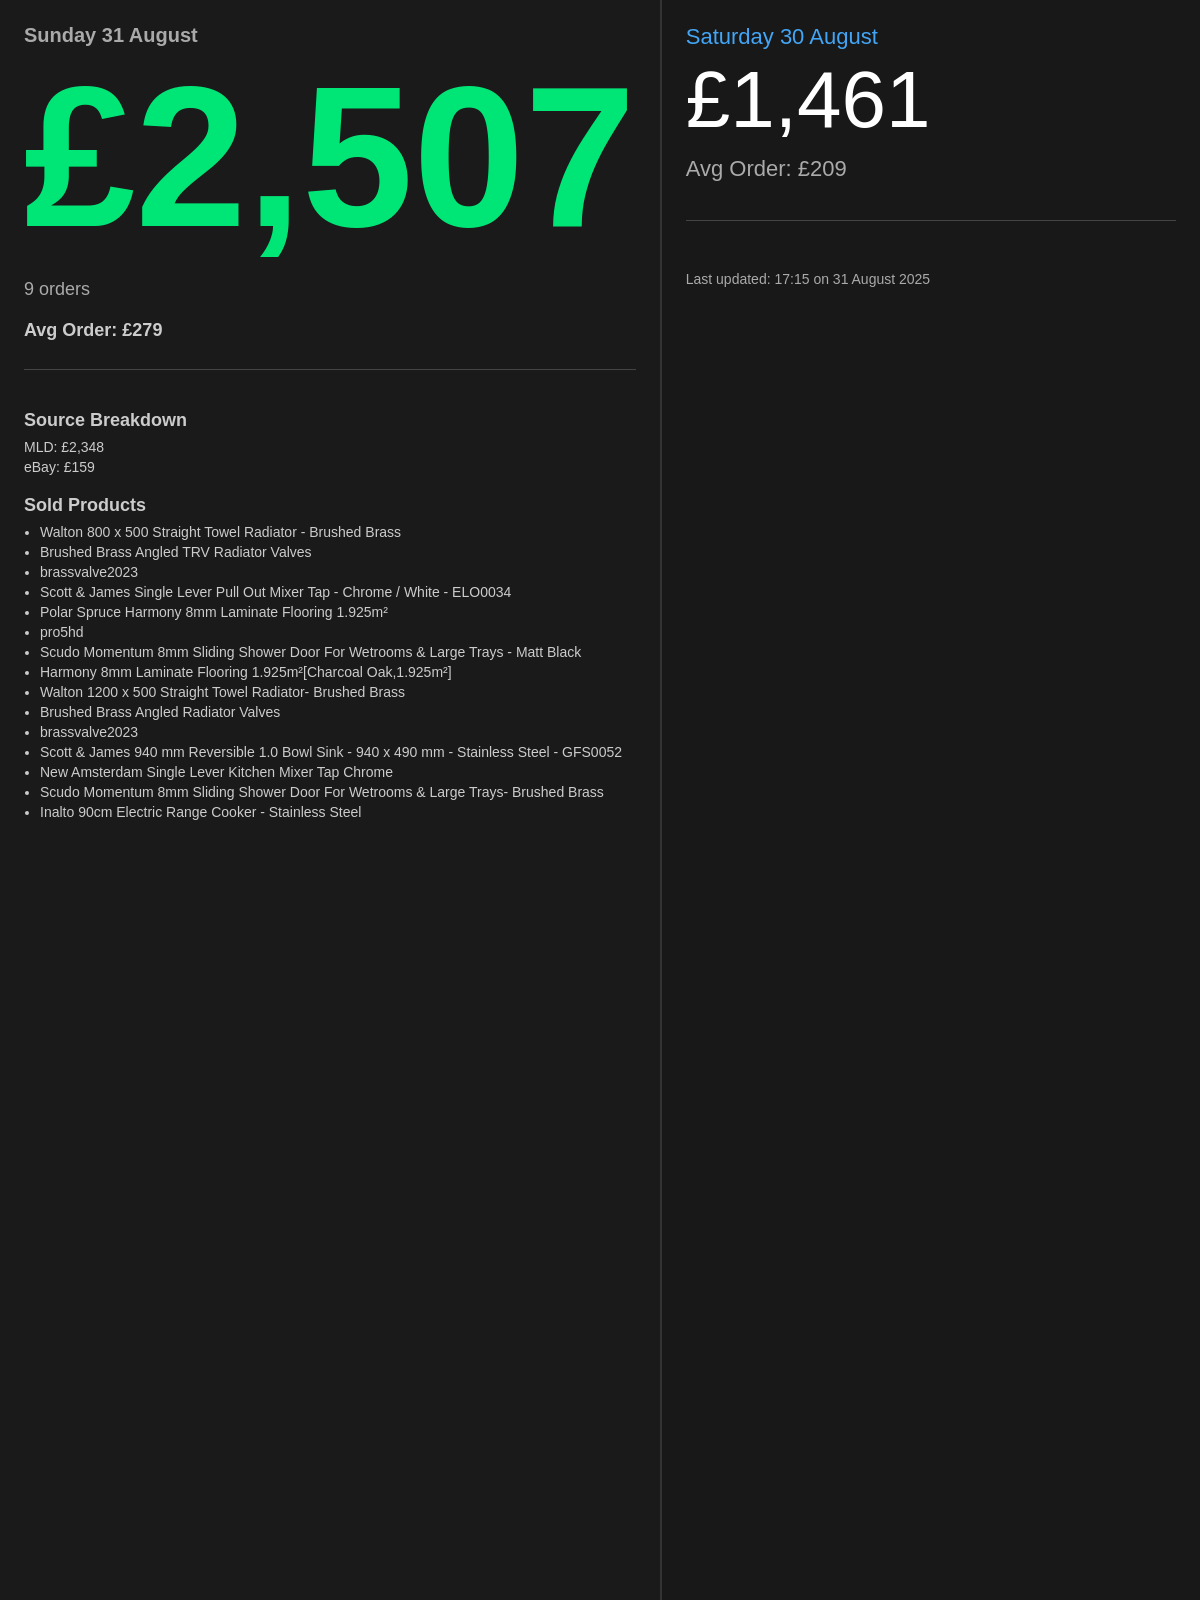 Sunday 31 August
£2,507
9 orders
Avg Order: £279
Source Breakdown
MLD: £2,348
eBay: £159
Sold Products
• Walton 800 x 500 Straight Towel Radiator - Brushed Brass
• Brushed Brass Angled TRV Radiator Valves
• brassvalve2023
• Scott & James Single Lever Pull Out Mixer Tap - Chrome / White - ELO0034
• Polar Spruce Harmony 8mm Laminate Flooring 1.925m²
• pro5hd
• Scudo Momentum 8mm Sliding Shower Door For Wetrooms & Large Trays - Matt Black
• Harmony 8mm Laminate Flooring 1.925m²[Charcoal Oak,1.925m²]
• Walton 1200 x 500 Straight Towel Radiator- Brushed Brass
• Brushed Brass Angled Radiator Valves
• brassvalve2023
• Scott & James 940 mm Reversible 1.0 Bowl Sink - 940 x 490 mm - Stainless Steel - GFS0052
• New Amsterdam Single Lever Kitchen Mixer Tap Chrome
• Scudo Momentum 8mm Sliding Shower Door For Wetrooms & Large Trays- Brushed Brass
• Inalto 90cm Electric Range Cooker - Stainless Steel
Saturday 30 August
£1,461
Avg Order: £209
Last updated: 17:15 on 31 August 2025